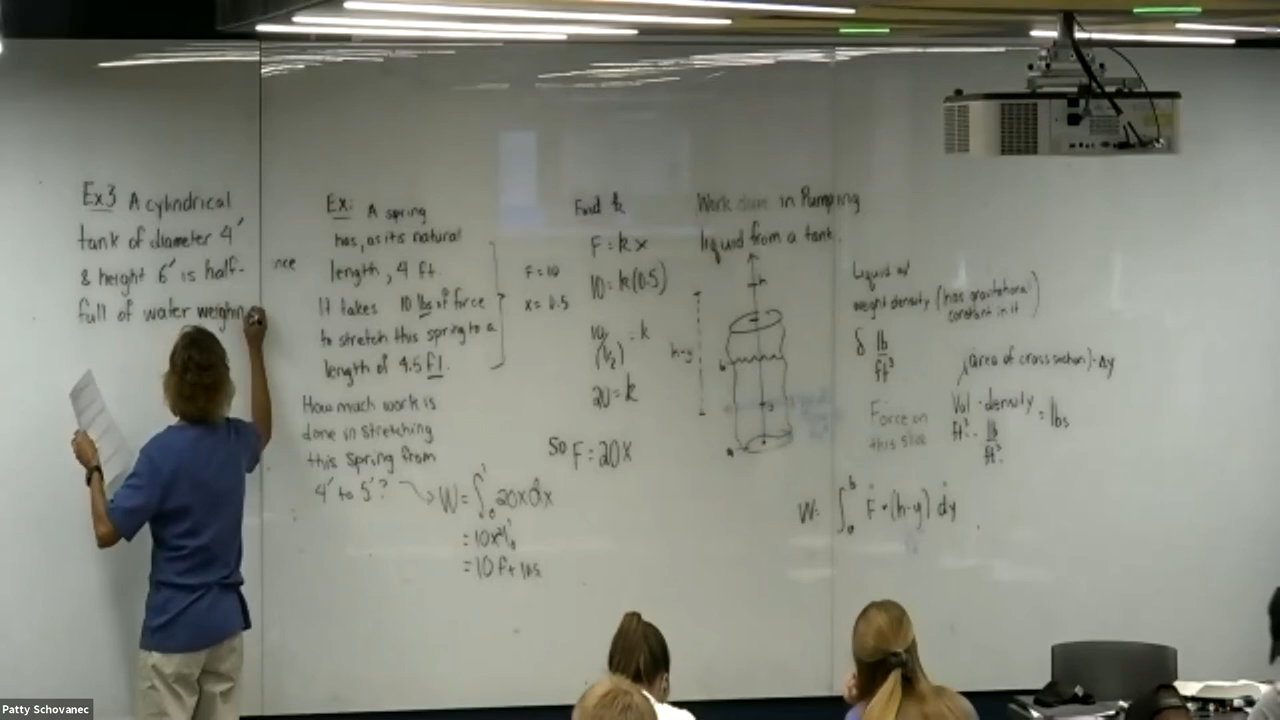 Ex3 A cylindrical
tank of diameter 4'
& height 6' is half-
full of water weighin
nce
Ex: A spring
has, as its natural
length, 4 ft.
It takes 10 lbs of force
to stretch this spring to a
length of 4.5 ft.
F=10
x=0.5
How much work is
done in stretching
this spring from
4' to 5'?
W=∫₀¹ 20x dx
=10x²|₀¹
=10 ft lbs
Find k
F=kx
10=k(0.5)
10/(1/2)=k
20=k
So F=20x
Work done in Pumping
liquid from a tank.
h
h-y
b
a
Liquid w/
weight density (has gravitational
constant in it)
δ lb/ft³
(area of cross section)·Δy
Force on
this slice
Vol · density = lbs
ft³ · lb/ft³
W= ∫ₐᵇ F·(h-y) dy
Patty Schovanec